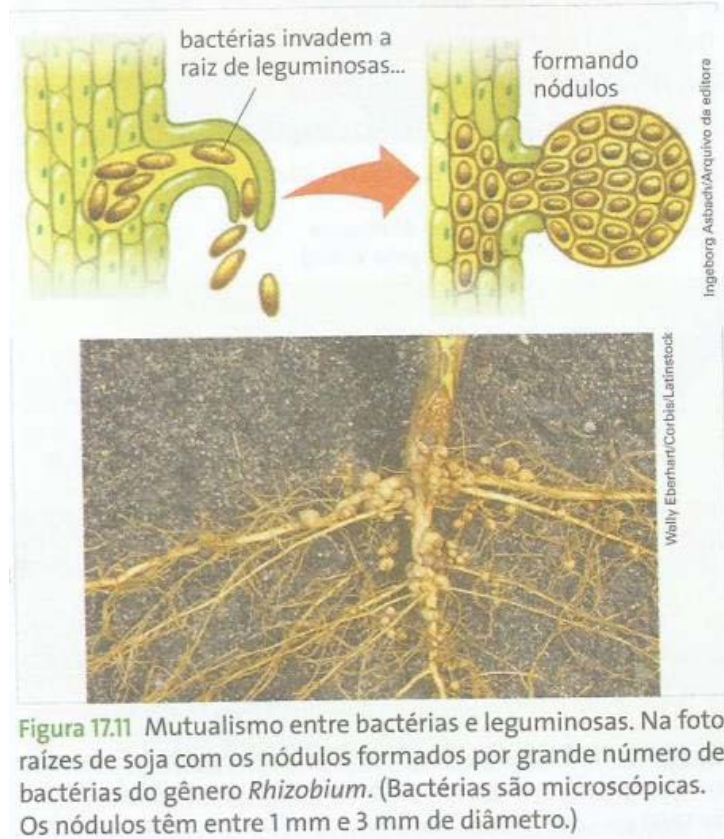 bactérias invadem a
raiz de leguminosas...
formando
nódulos
Ingeborg Asbach/Arquivo da editora
Wally Eberhart/Corbis/Latinstock
Figura 17.11 Mutualismo entre bactérias e leguminosas. Na foto
raízes de soja com os nódulos formados por grande número de
bactérias do gênero Rhizobium. (Bactérias são microscópicas.
Os nódulos têm entre 1 mm e 3 mm de diâmetro.)